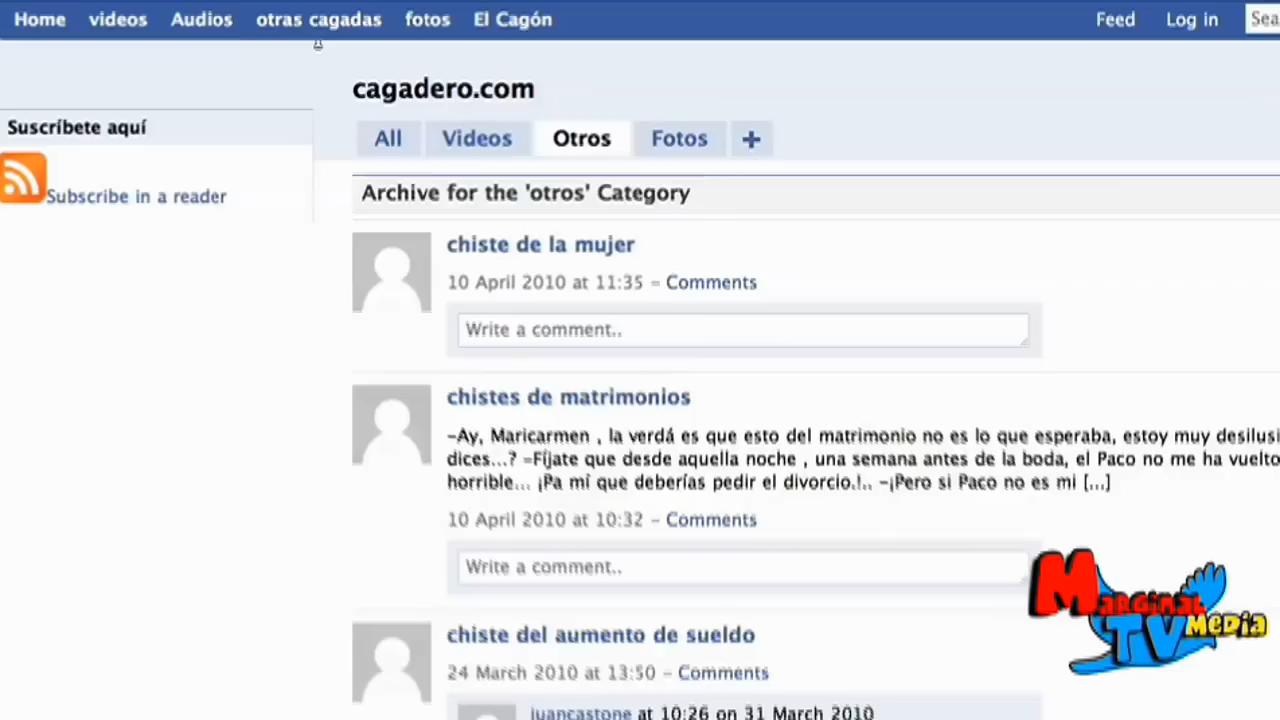 Home videos Audios otras cagadas fotos El Cagón Feed Log in Sea
cagadero.com
Suscríbete aquí
All Videos Otros Fotos +
Subscribe in a reader
Archive for the 'otros' Category
chiste de la mujer
10 April 2010 at 11:35 – Comments
Write a comment..
chistes de matrimonios
–Ay, Maricarmen , la verdá es que esto del matrimonio no es lo que esperaba, estoy muy desilusi
dices...? –Fíjate que desde aquella noche , una semana antes de la boda, el Paco no me ha vuelto
horrible... ¡Pa mí que deberías pedir el divorcio.!.. –¡Pero si Paco no es mi [...]
10 April 2010 at 10:32 – Comments
Write a comment..
Marginal
TV Media
chiste del aumento de sueldo
24 March 2010 at 13:50 – Comments
juancastone at 10:26 on 31 March 2010